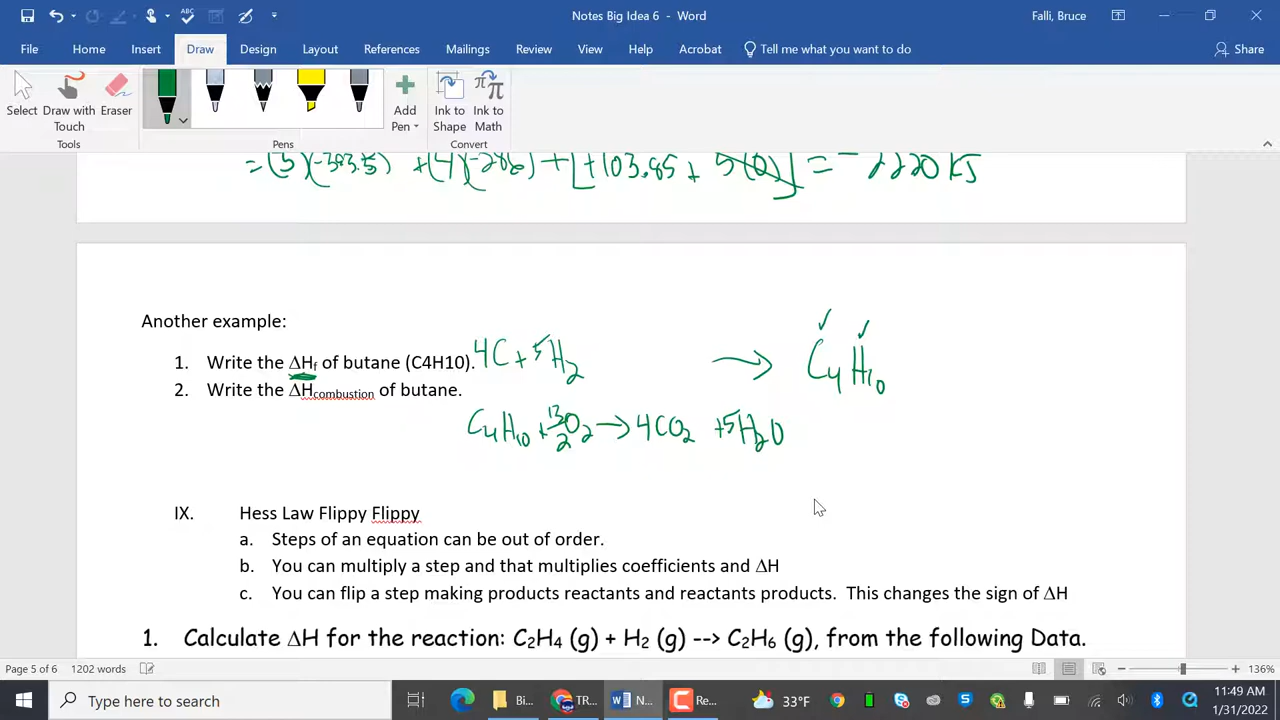 Notes Big Idea 6 - Word
Falli, Bruce
File Home Insert Draw Design Layout References Mailings Review View Help Acrobat Tell me what you want to do Share
Select Draw with Touch Eraser Add Pen Ink to Shape Ink to Math
Tools Pens Convert
=(3)(-393.5) +(4)(-286) + [+103.85 + 5(0)] = -2220 KJ
Another example:
1. Write the ΔHf of butane (C4H10). 4C + 5H2 → C4H10
2. Write the ΔHcombustion of butane.
C4H10 + 13/2 O2 → 4CO2 + 5H2O
IX. Hess Law Flippy Flippy
a. Steps of an equation can be out of order.
b. You can multiply a step and that multiplies coefficients and ΔH
c. You can flip a step making products reactants and reactants products. This changes the sign of ΔH
1. Calculate ΔH for the reaction: C2H4 (g) + H2 (g) --> C2H6 (g), from the following Data.
Page 5 of 6 1202 words 136%
Type here to search Bi... TR... N... Re... 33°F 11:49 AM
1/31/2022